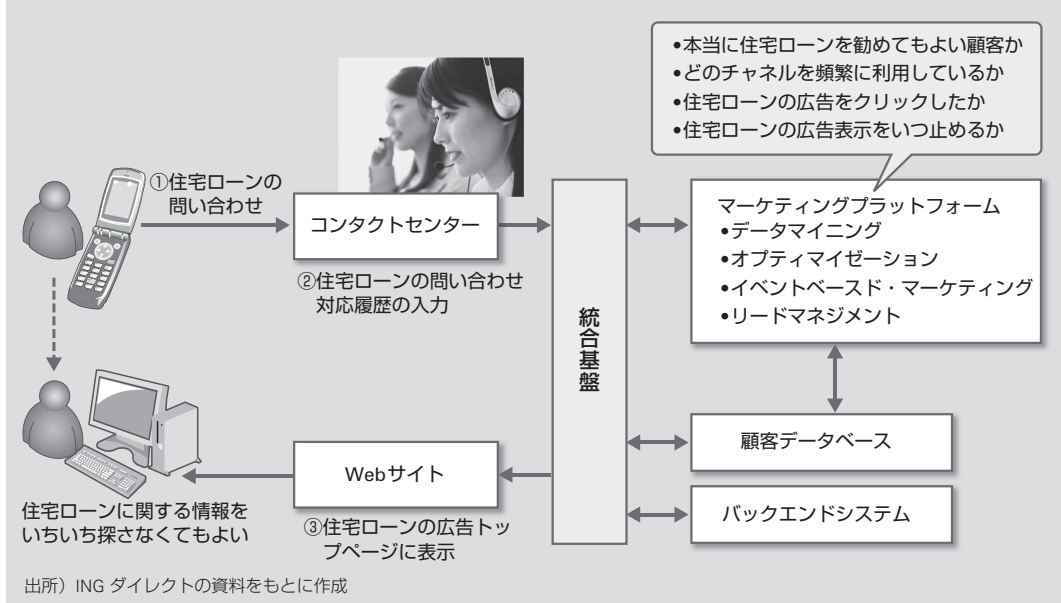 •本当に住宅ローンを勧めてもよい顧客か
•どのチャネルを頻繁に利用しているか
•住宅ローンの広告をクリックしたか
•住宅ローンの広告表示をいつ止めるか
①住宅ローンの
問い合わせ
コンタクトセンター
②住宅ローンの問い合わせ
対応履歴の入力
統合基盤
マーケティングプラットフォーム
•データマイニング
•オプティマイゼーション
•イベントベースド・マーケティング
•リードマネジメント
顧客データベース
バックエンドシステム
Webサイト
③住宅ローンの広告トッ
プページに表示
住宅ローンに関する情報を
いちいち探さなくてもよい
出所）ING ダイレクトの資料をもとに作成